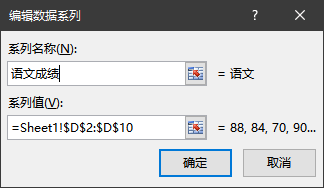 编辑数据系列 ? ×
系列名称(N):
语文成绩 = 语文
系列值(V):
=Sheet1!$D$2:$D$10 = 88, 84, 70, 90...
确定 取消